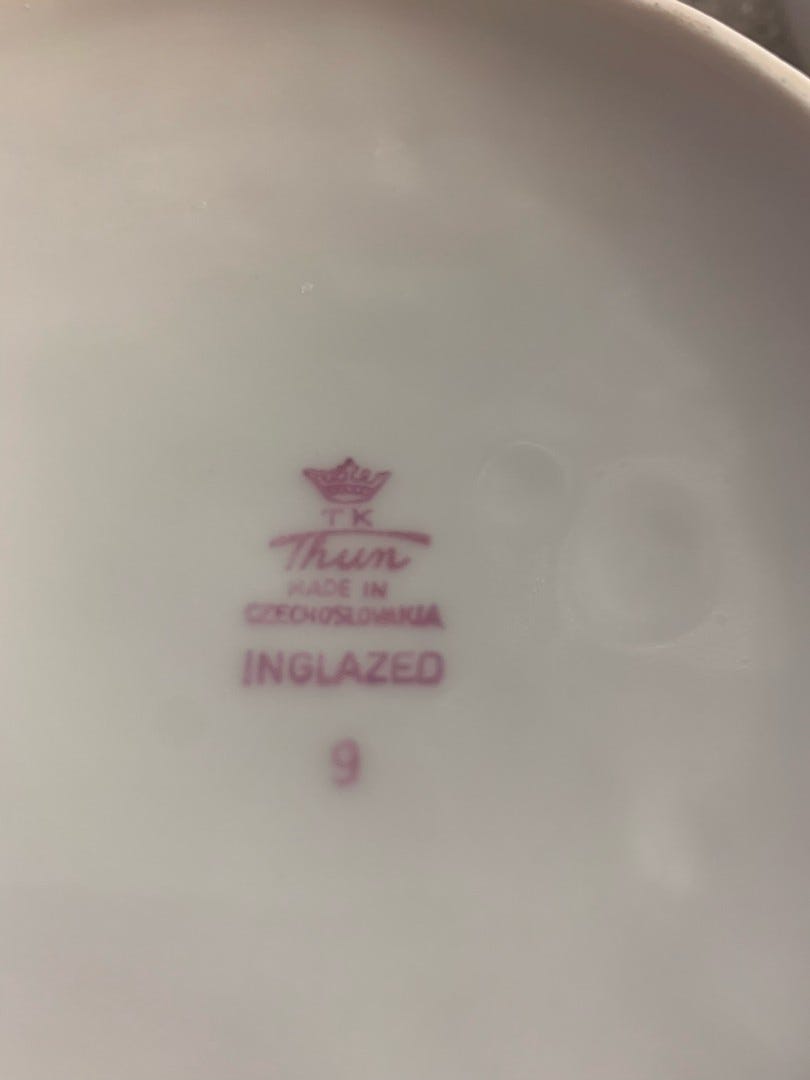 TK
Thun
MADE IN
CZECHOSLOVAKIA
INGLAZED
9